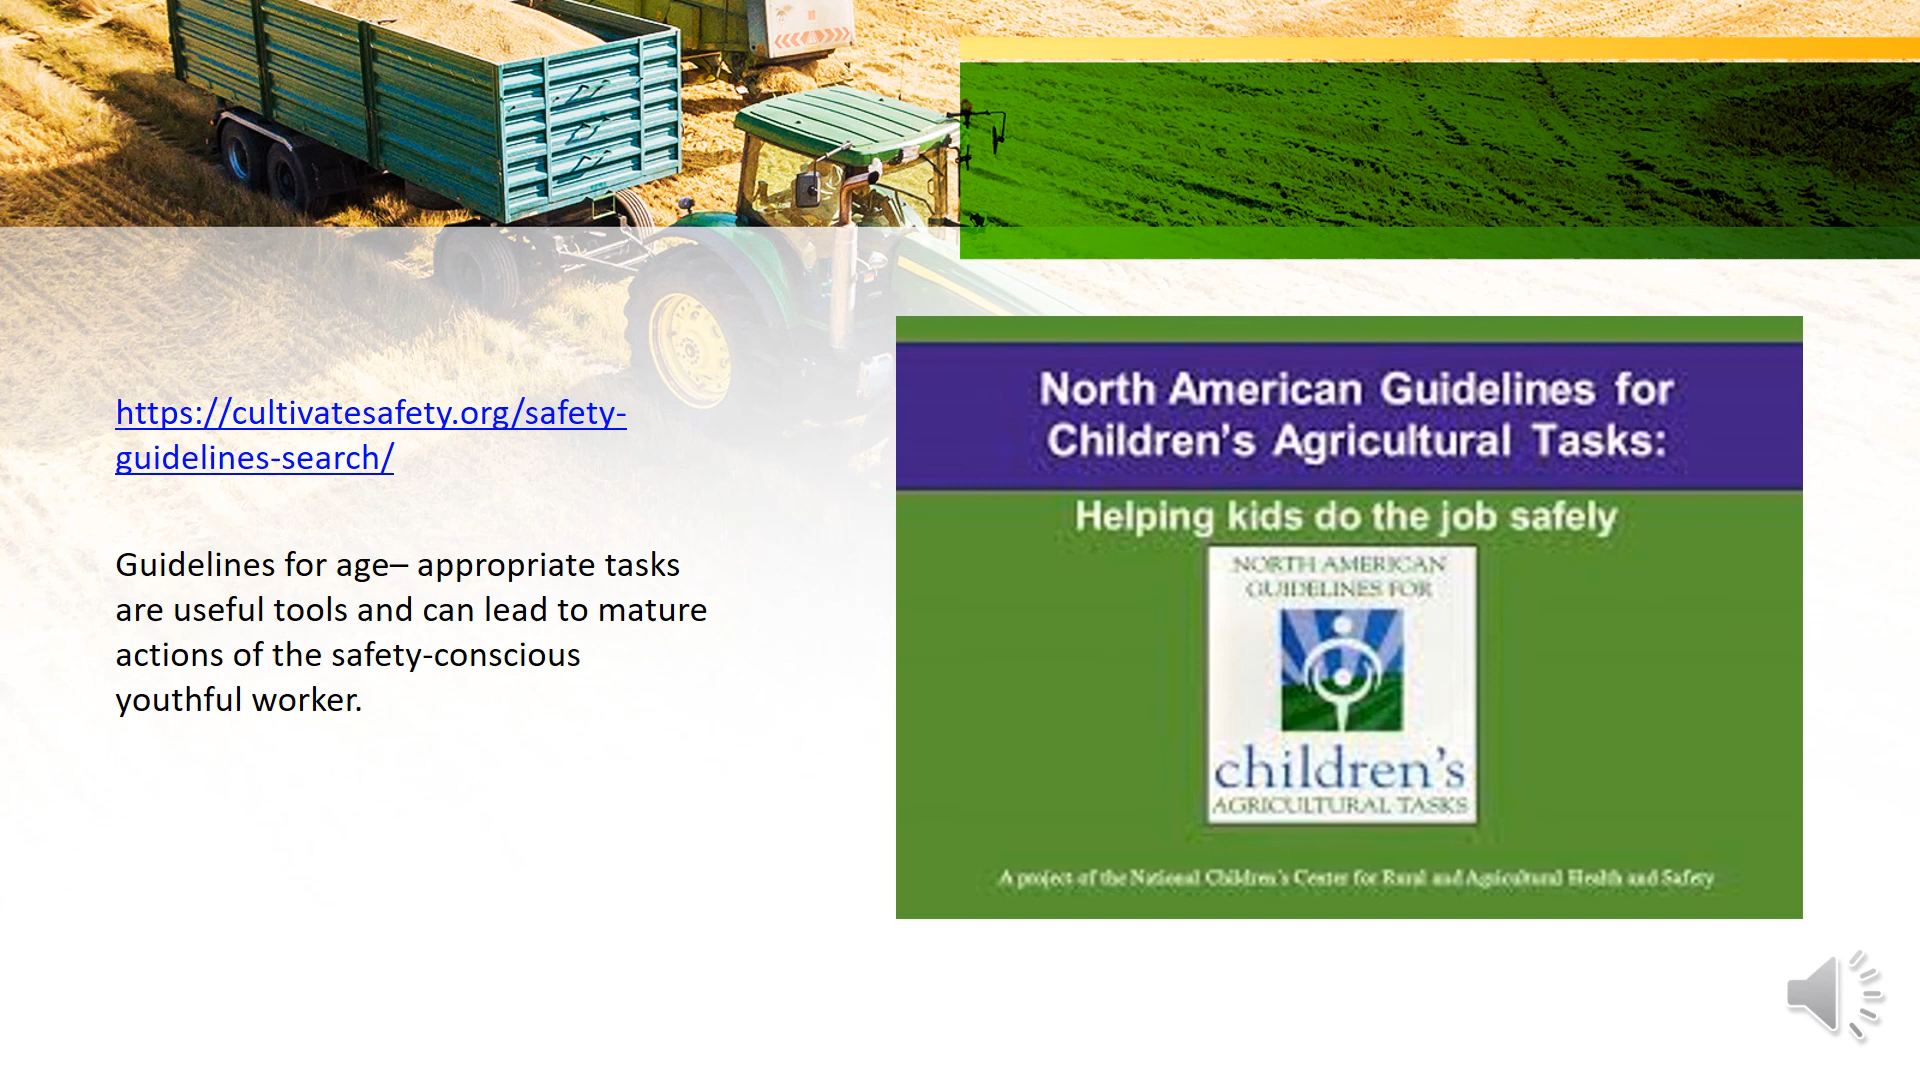 https://cultivatesafety.org/safety-
guidelines-search/
Guidelines for age– appropriate tasks
are useful tools and can lead to mature
actions of the safety-conscious
youthful worker.
North American Guidelines for
Children's Agricultural Tasks:
Helping kids do the job safely
NORTH AMERICAN
GUIDELINES FOR
children's
AGRICULTURAL TASKS
A project of the National Children's Center for Rural and Agricultural Health and Safety